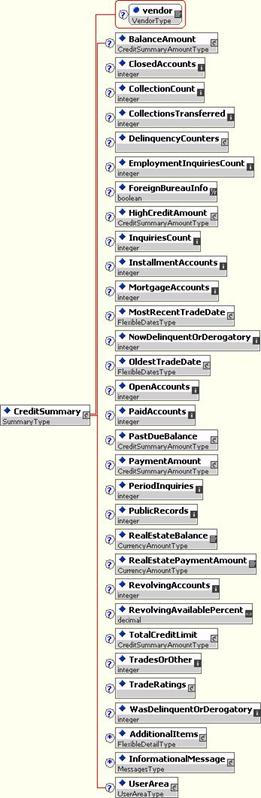 vendor
VendorType
BalanceAmount
CreditSummaryAmountType
ClosedAccounts
integer
CollectionCount
integer
CollectionsTransferred
integer
DelinquencyCounters
EmploymentInquiriesCount
integer
ForeignBureauInfo
boolean
HighCreditAmount
CreditSummaryAmountType
InquiriesCount
integer
InstallmentAccounts
integer
MortgageAccounts
integer
MostRecentTradeDate
FlexibleDatesType
NowDelinquentOrDerogatory
integer
OldestTradeDate
FlexibleDatesType
OpenAccounts
integer
CreditSummary
SummaryType
PaidAccounts
integer
PastDueBalance
CreditSummaryAmountType
PaymentAmount
CreditSummaryAmountType
PeriodInquiries
integer
PublicRecords
integer
RealEstateBalance
CurrencyAmountType
RealEstatePaymentAmount
CurrencyAmountType
RevolvingAccounts
integer
RevolvingAvailablePercent
decimal
TotalCreditLimit
CreditSummaryAmountType
TradesOrOther
integer
TradeRatings
WasDelinquentOrDerogatory
integer
AdditionalItems
FlexibleDetailType
InformationalMessage
MessagesType
UserArea
UserAreaType